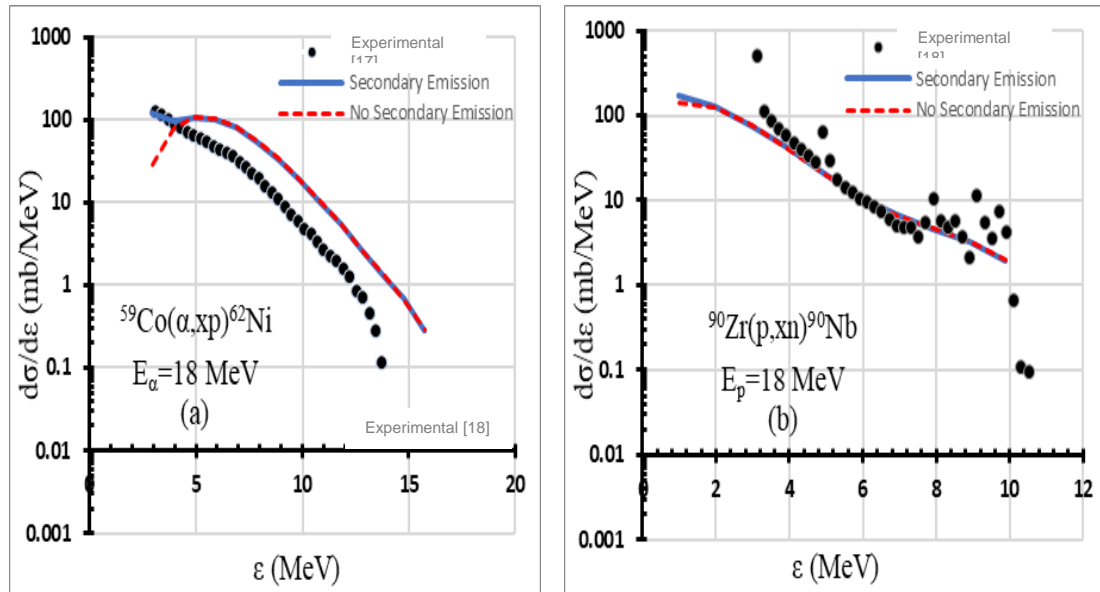 1000
100
10
1
0.1
0.01
0.001
dσ/dε (mb/MeV)
Experimental
[17]
Secondary Emission
No Secondary Emission
⁵⁹Co(α,xp)⁶²Ni
Eα=18 MeV
(a)
Experimental [18]
0 5 10 15 20
ε (MeV)
1000
100
10
1
0.1
0.01
0.001
dσ/dε (mb/MeV)
Experimental
[18]
Secondary Emission
No Secondary Emission
⁹⁰Zr(p,xn)⁹⁰Nb
Eₚ=18 MeV
(b)
0 2 4 6 8 10 12
ε (MeV)